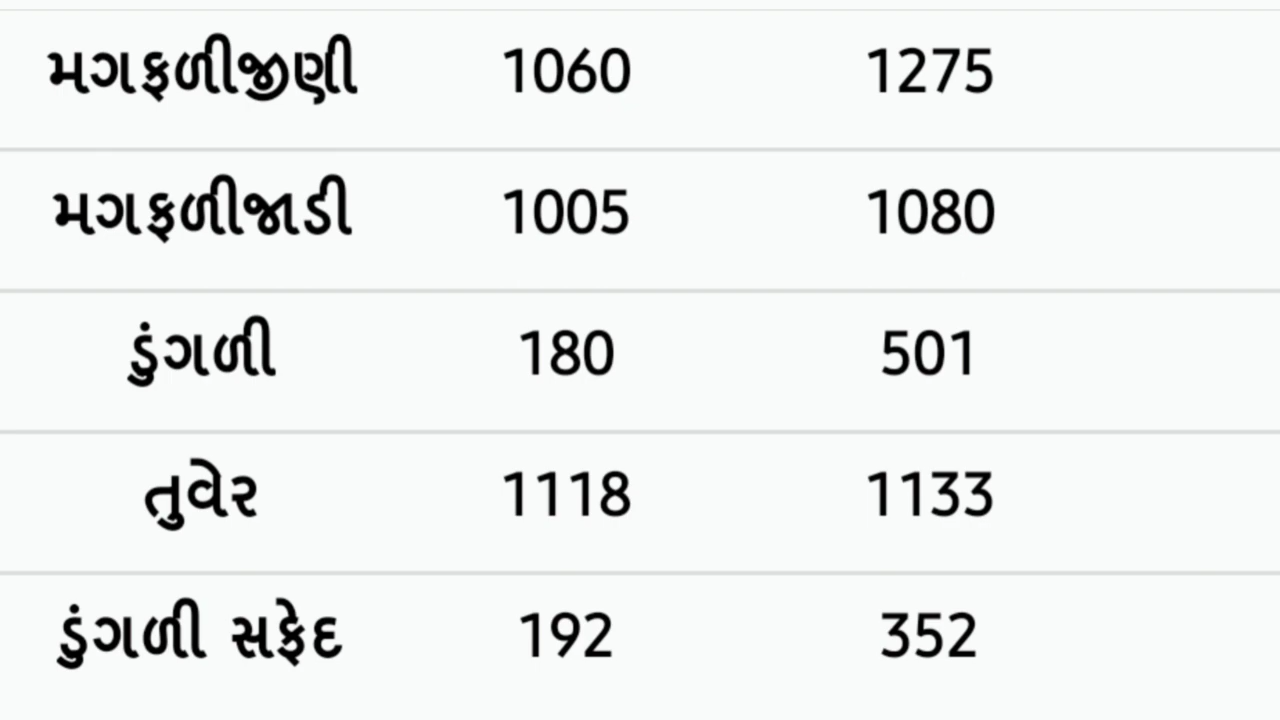 મગફળીજીણી 1060 1275
મગફળીજાડી 1005 1080
ડુંગળી 180 501
તુવેર 1118 1133
ડુંગળી સફેદ 192 352